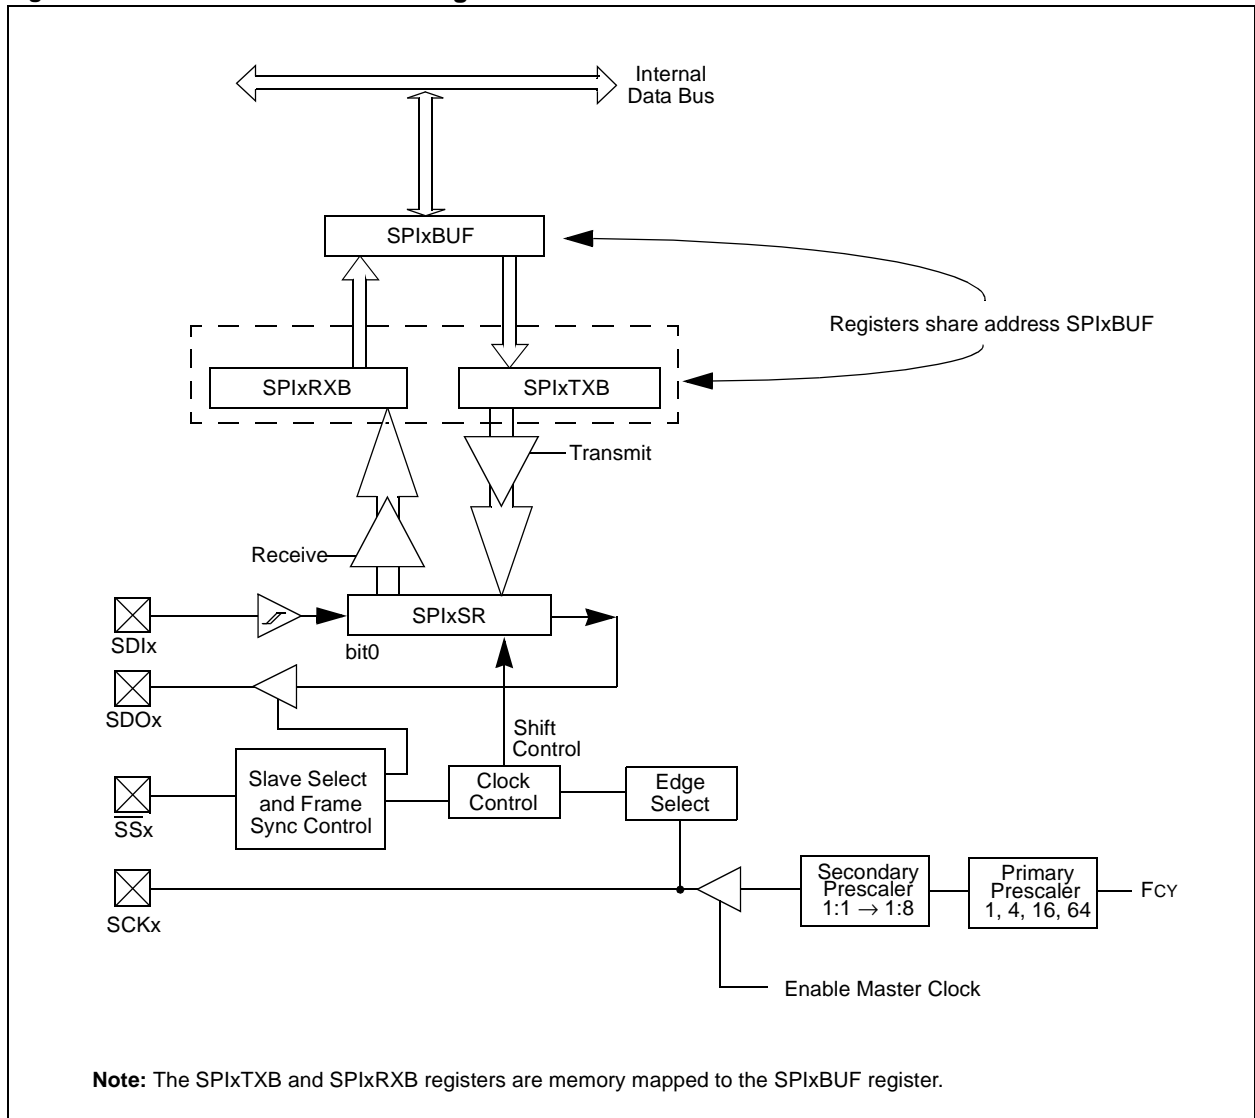 Internal
Data Bus
SPIxBUF
Registers share address SPIxBUF
SPIxRXB
SPIxTXB
Transmit
Receive
SPIxSR
SDIx
bit0
SDOx
Shift
Control
Slave Select
and Frame
Sync Control
Clock
Control
Edge
Select
SSx
Secondary
Prescaler
1:1 → 1:8
Primary
Prescaler
1, 4, 16, 64
FCY
SCKx
Enable Master Clock
Note: The SPIxTXB and SPIxRXB registers are memory mapped to the SPIxBUF register.